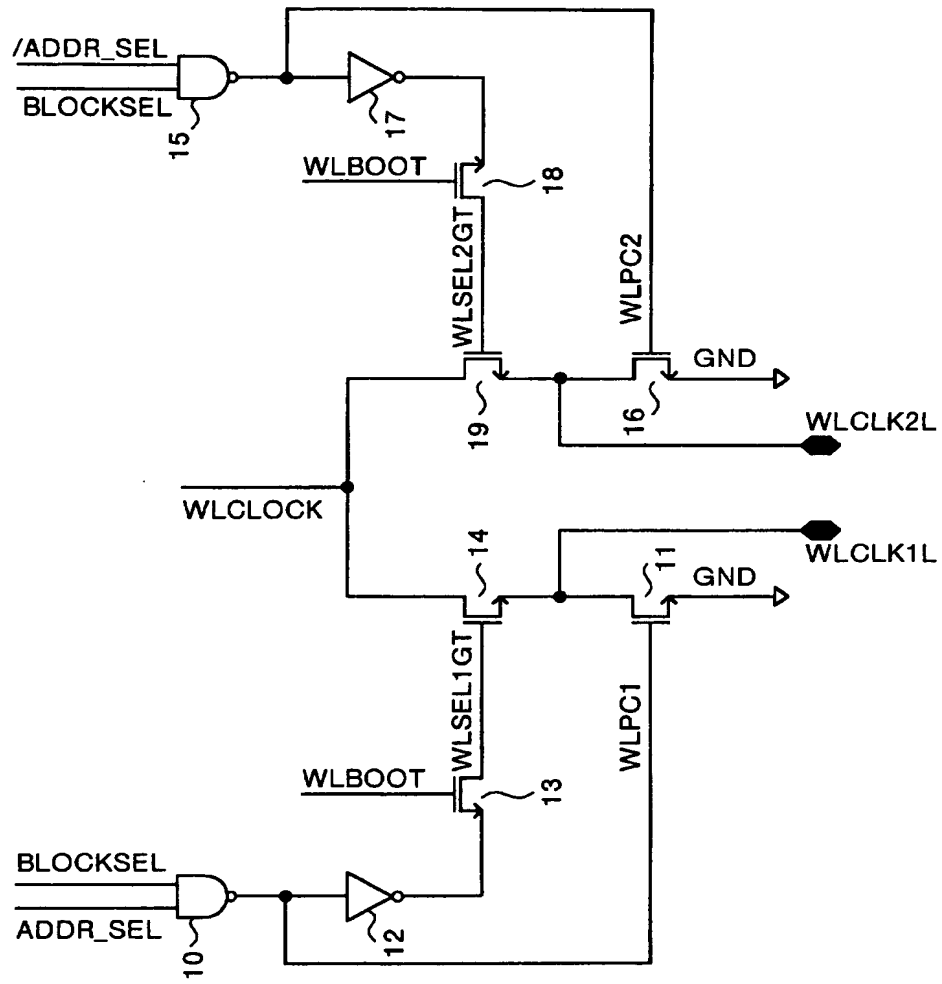 /ADDR_SEL
BLOCKSEL
15
17
WLBOOT
18
WLSEL2GT
WLPC2
19
16
GND
WLCLK2L
WLCLOCK
WLCLK1L
14
11
GND
WLSEL1GT
WLPC1
WLBOOT
13
BLOCKSEL
ADDR_SEL
10
12